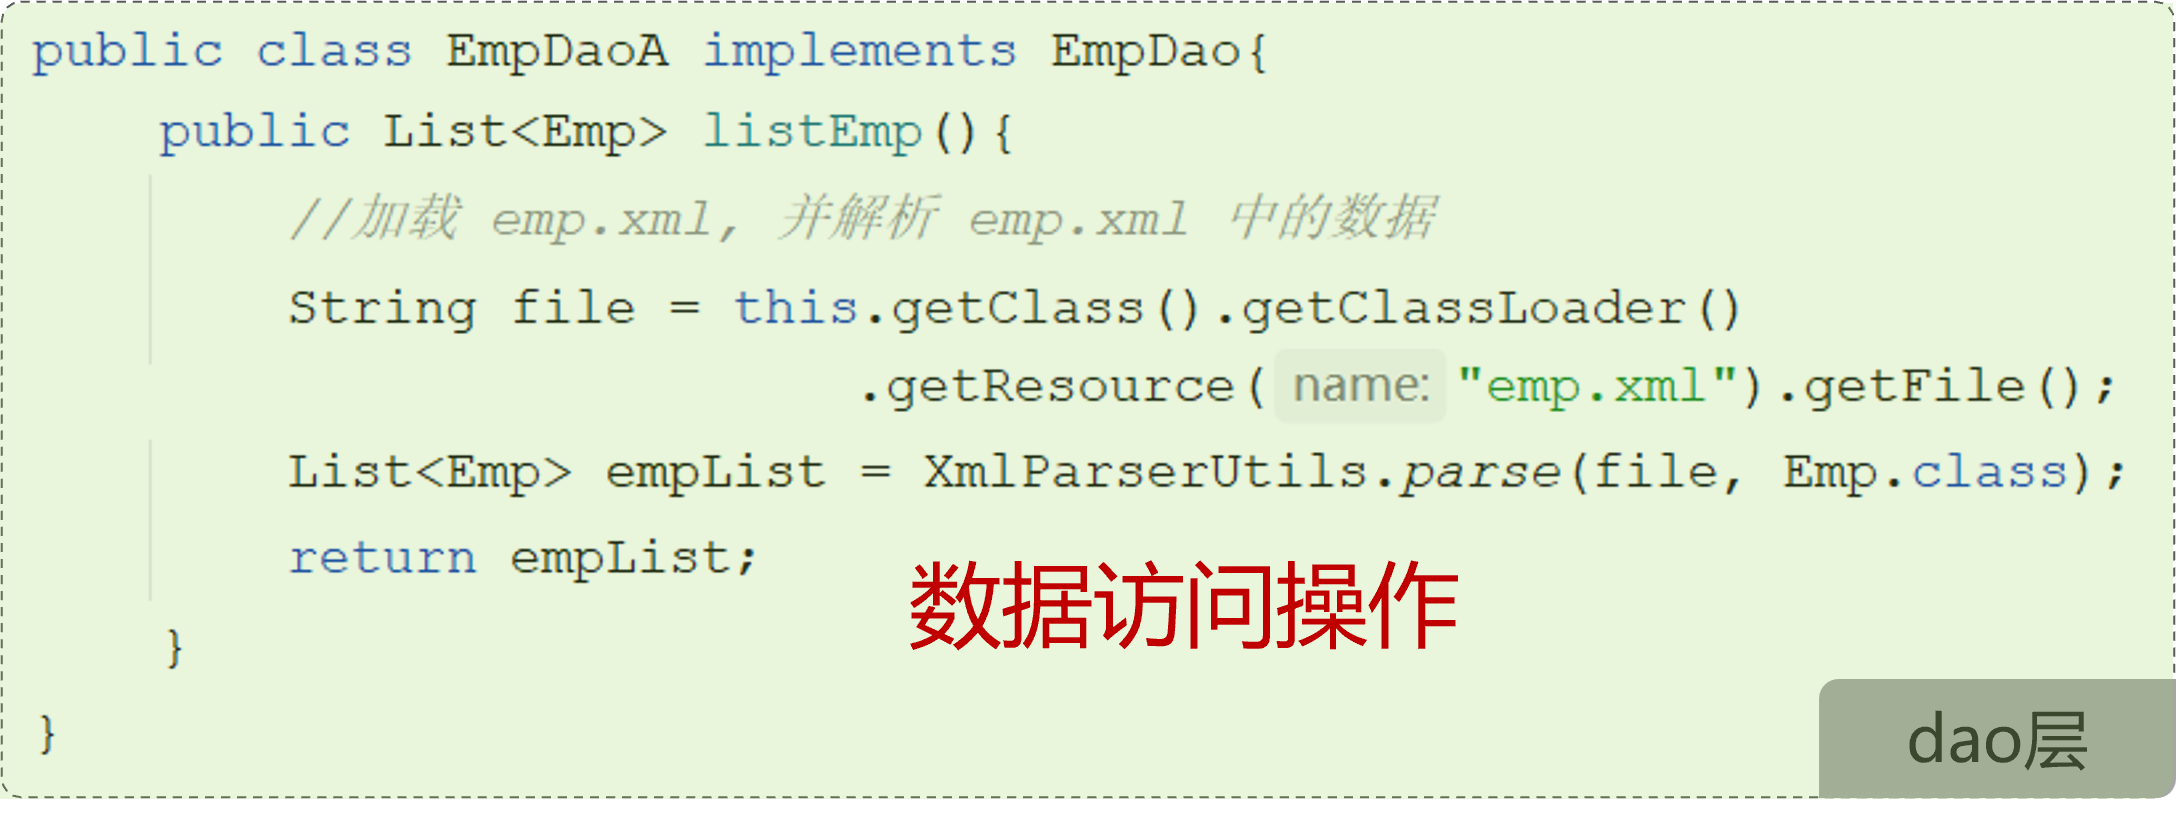 public class EmpDaoA implements EmpDao{
public List<Emp> listEmp(){
//加载 emp.xml, 并解析 emp.xml 中的数据
String file = this.getClass().getClassLoader()
.getResource( name: "emp.xml").getFile();
List<Emp> empList = XmlParserUtils.parse(file, Emp.class);
return empList;
数据访问操作
}
}
dao层